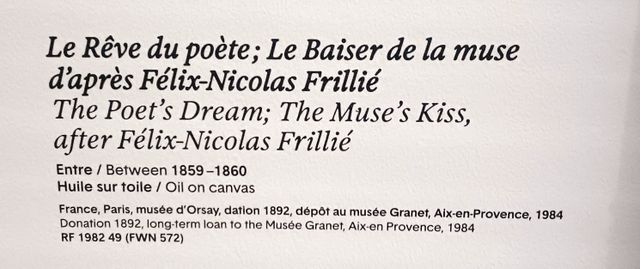 Le Rêve du poète; Le Baiser de la muse
d'après Félix-Nicolas Frillié
The Poet's Dream; The Muse's Kiss,
after Félix-Nicolas Frillié
Entre / Between 1859–1860
Huile sur toile / Oil on canvas
France, Paris, musée d'Orsay, dation 1892, dépôt au musée Granet, Aix-en-Provence, 1984
Donation 1892, long-term loan to the Musée Granet, Aix-en Provence, 1984
RF 1982 49 (FWN 572)